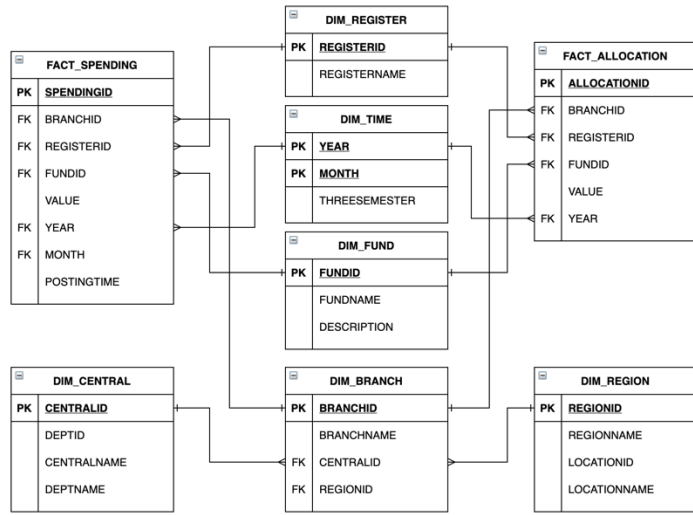 DIM_REGISTER
PK REGISTERID
REGISTERNAME
FACT_SPENDING
PK SPENDINGID
FK BRANCHID
FK REGISTERID
FK FUNDID
VALUE
FK YEAR
FK MONTH
POSTINGTIME
DIM_TIME
PK YEAR
PK MONTH
THREESEMESTER
DIM_FUND
PK FUNDID
FUNDNAME
DESCRIPTION
FACT_ALLOCATION
PK ALLOCATIONID
FK BRANCHID
FK REGISTERID
FK FUNDID
VALUE
FK YEAR
DIM_CENTRAL
PK CENTRALID
DEPTID
CENTRALNAME
DEPTNAME
DIM_BRANCH
PK BRANCHID
BRANCHNAME
FK CENTRALID
FK REGIONID
DIM_REGION
PK REGIONID
REGIONNAME
LOCATIONID
LOCATIONNAME